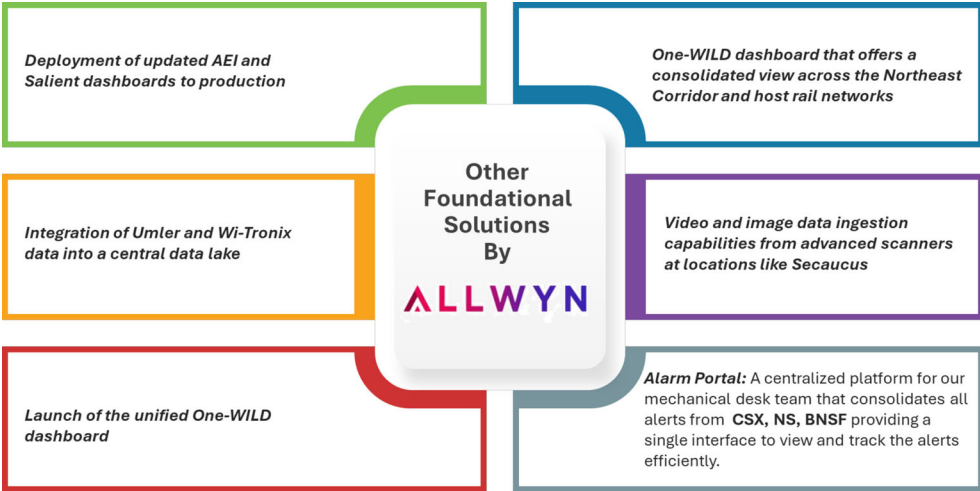 Deployment of updated AEI and
Salient dashboards to production
One-WILD dashboard that offers a
consolidated view across the Northeast
Corridor and host rail networks
Other
Foundational
Solutions
By
ALLWYN
Integration of Umler and Wi-Tronix
data into a central data lake
Video and image data ingestion
capabilities from advanced scanners
at locations like Secaucus
Launch of the unified One-WILD
dashboard
Alarm Portal: A centralized platform for our
mechanical desk team that consolidates all
alerts from CSX, NS, BNSF providing a
single interface to view and track the alerts
efficiently.